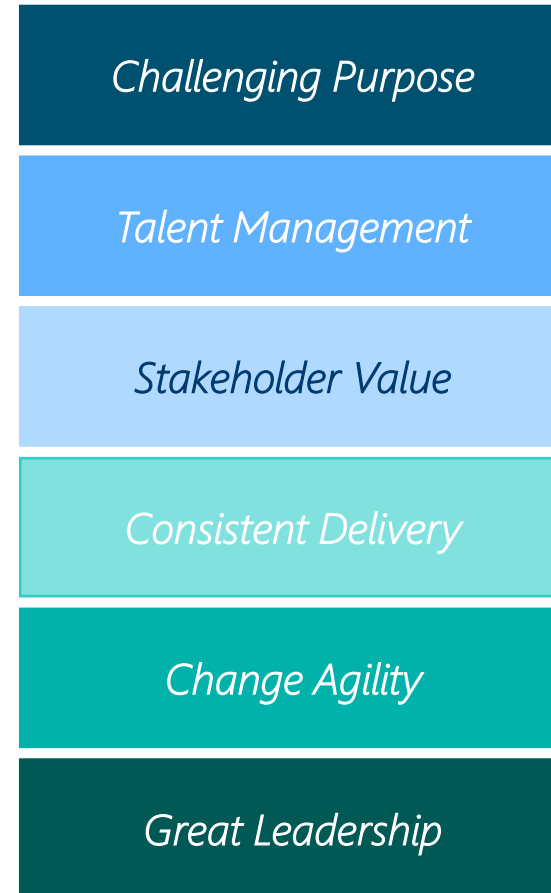 Challenging Purpose
Talent Management
Stakeholder Value
Consistent Delivery
Change Agility
Great Leadership